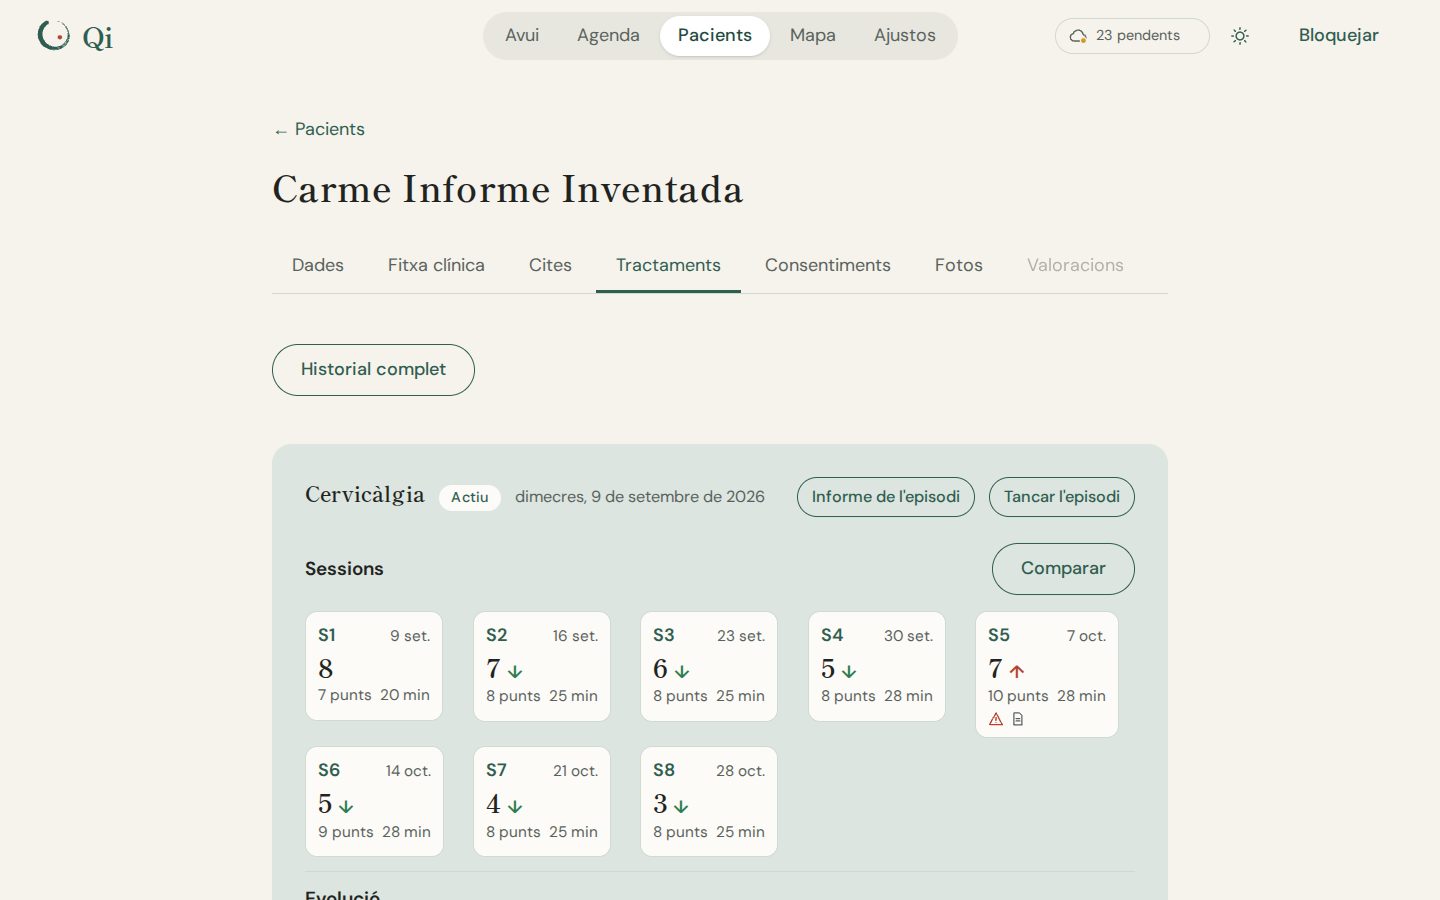 Qi
Avui Agenda Pacients Mapa Ajustos
23 pendents
Bloquejar
← Pacients
Carme Informe Inventada
Dades Fitxa clínica Cites Tractaments Consentiments Fotos Valoracions
Historial complet
Cervicàlgia Actiu dimecres, 9 de setembre de 2026 Informe de l'episodi Tancar l'episodi
Sessions Comparar
S1 9 set.
8
7 punts 20 min
S2 16 set.
7 ↓
8 punts 25 min
S3 23 set.
6 ↓
8 punts 25 min
S4 30 set.
5 ↓
8 punts 28 min
S5 7 oct.
7 ↑
10 punts 28 min
S6 14 oct.
5 ↓
9 punts 28 min
S7 21 oct.
4 ↓
8 punts 25 min
S8 28 oct.
3 ↓
8 punts 25 min
Evolució